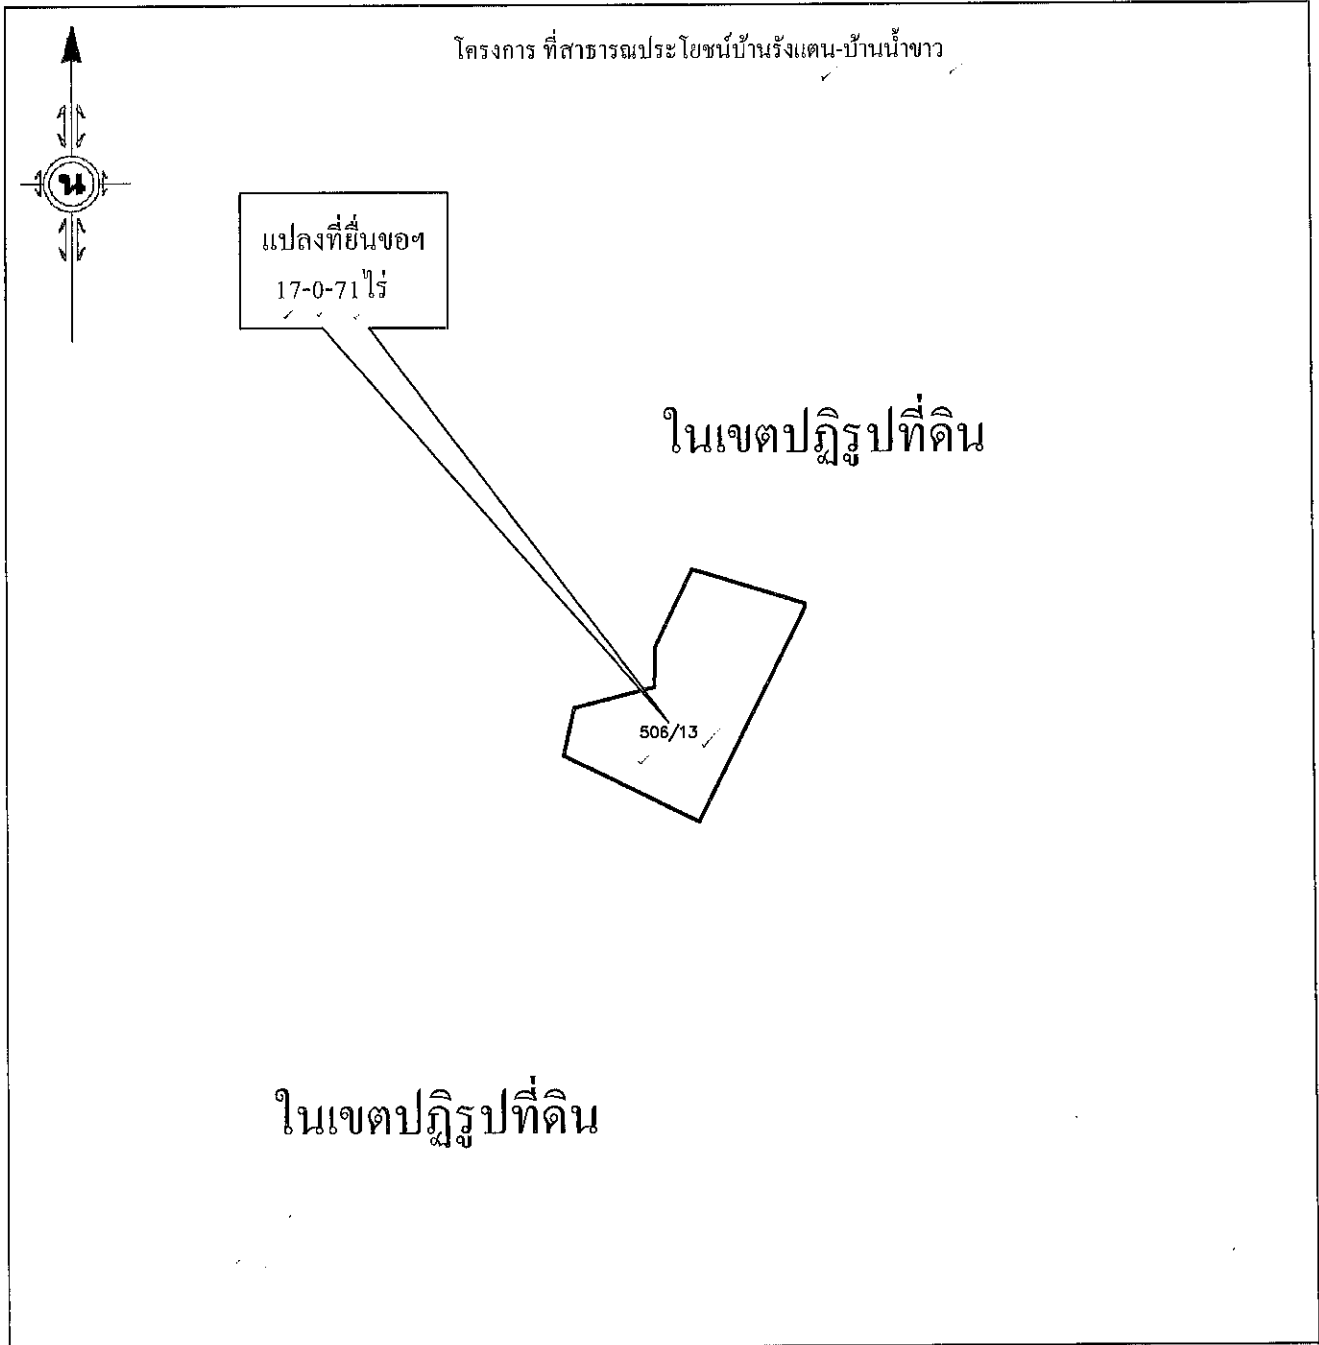 โครงการ ที่สาธารณประโยชน์บ้านรังแตน-บ้านน้ำขาว
น
แปลงที่ยื่นขอฯ
17-0-71ไร่
ในเขตปฏิรูปที่ดิน
506/13
ในเขตปฏิรูปที่ดิน